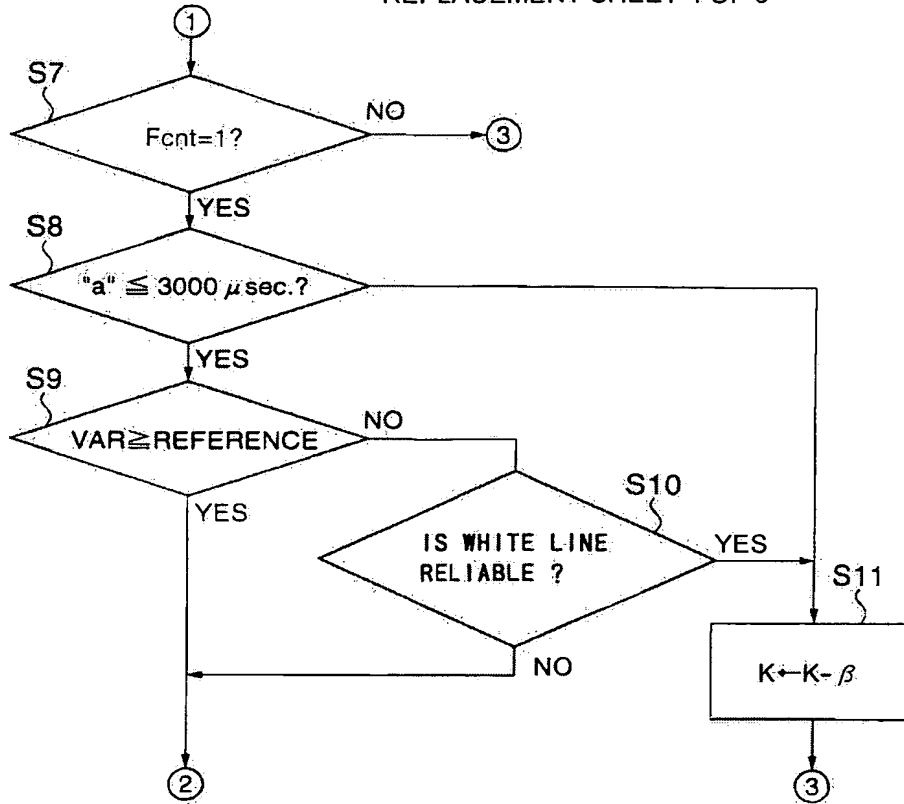 REPLACEMENT SHEET 4 OF 8
1
S7
Fcnt=1?
NO
3
YES
S8
"a" ≦ 3000 μsec.?
YES
S9
VAR≧REFERENCE
NO
YES
S10
IS WHITE LINE
RELIABLE ?
YES
NO
S11
K←K-β
2
3